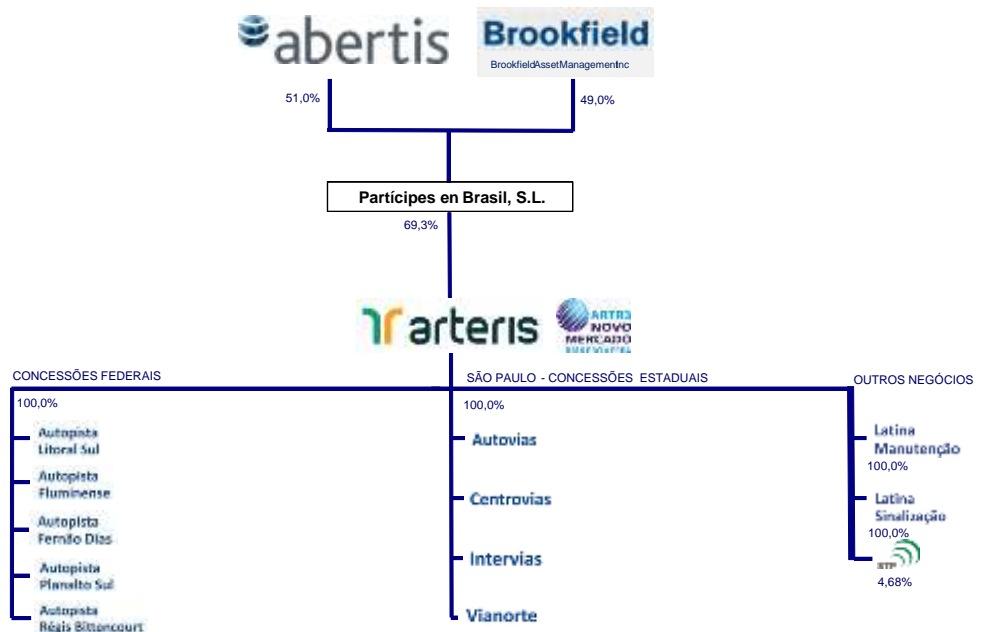 abertis
Brookfield
BrookfieldAssetManagementInc
51,0%
49,0%
Partícipes en Brasil, S.L.
69,3%
arteris
ARTR3
NOVO
MERCADO
CONCESSÕES FEDERAIS
100,0%
Autopista
Litoral Sul
Autopista
Fluminense
Autopista
Fernão Dias
Autopista
Planalto Sul
Autopista
Régis Bittencourt
SÃO PAULO - CONCESSÕES ESTADUAIS
100,0%
Autovias
Centrovias
Intervias
Vianorte
OUTROS NEGÓCIOS
Latina
Manutenção
100,0%
Latina
Sinalização
100,0%
STP
4,68%